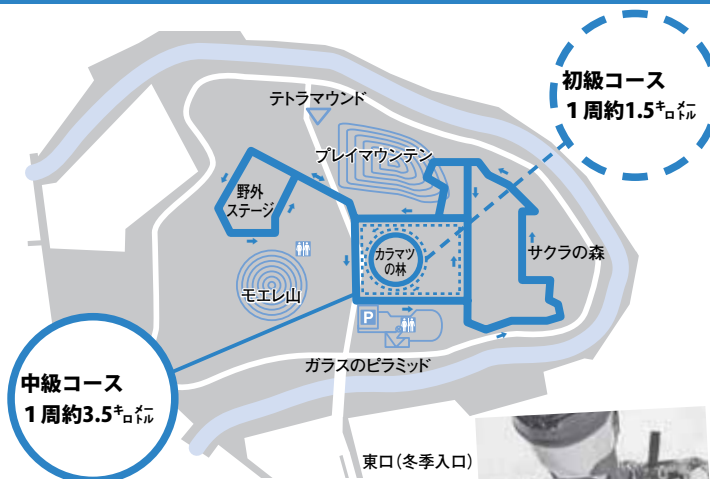 初級コース
1周約1.5キロメートル
テトラマウンド
プレイマウンテン
野外
ステージ
カラマツ
の林
サクラの森
モエレ山
P
ガラスのピラミッド
中級コース
1周約3.5キロメートル
東口(冬季入口)